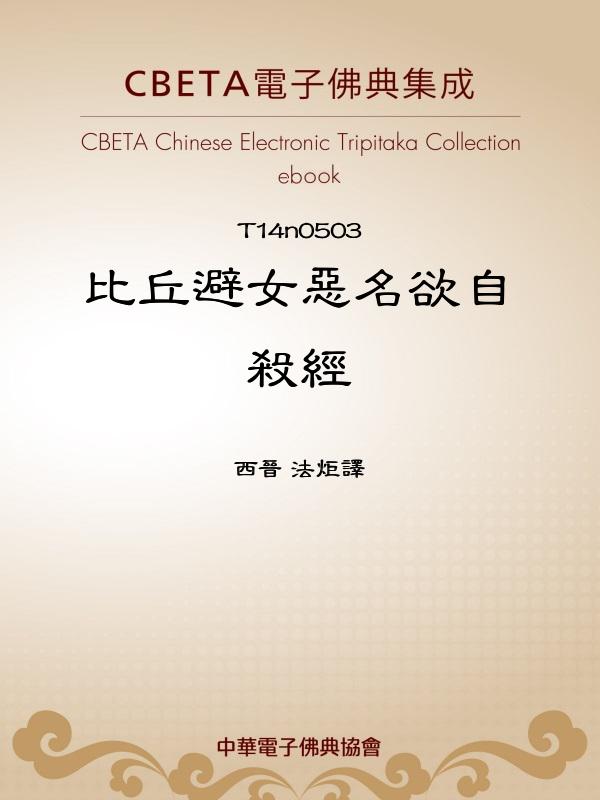 CBETA電子佛典集成
CBETA Chinese Electronic Tripitaka Collection
ebook
T14n0503
比丘避女惡名欲自
殺經
西晉 法炬譯
中華電子佛典協會